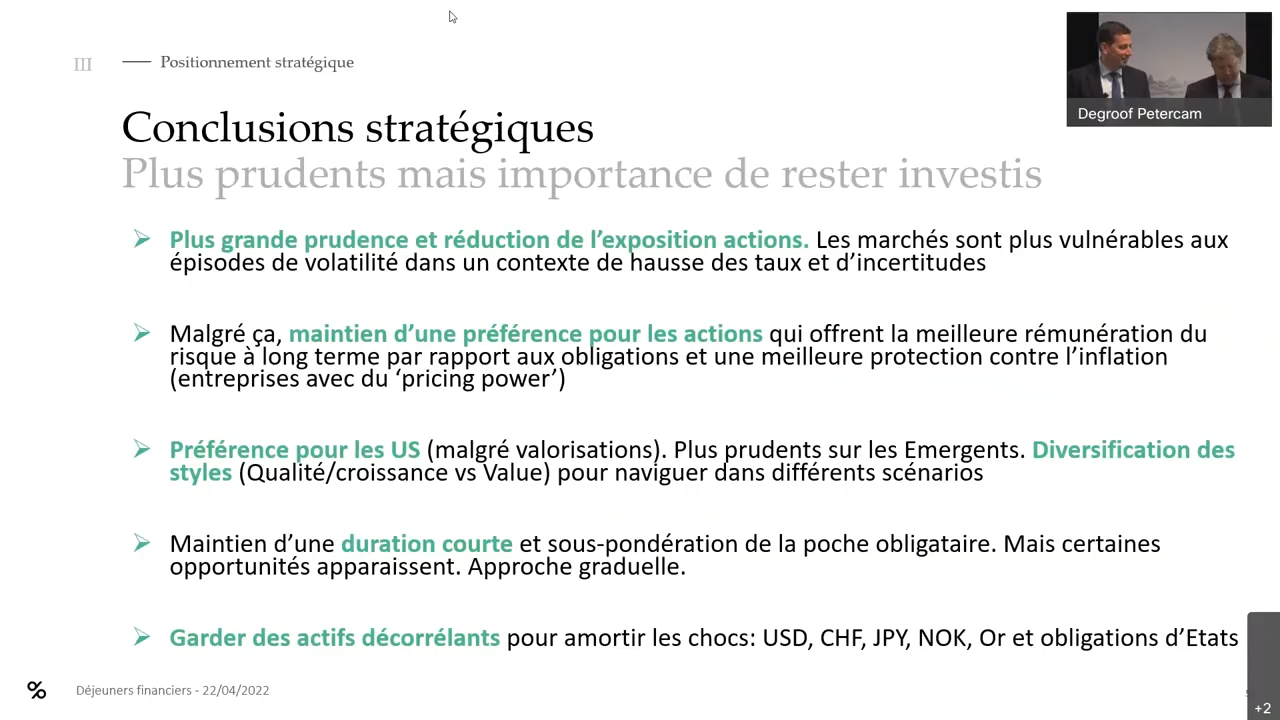 III
Positionnement stratégique
Degroof Petercam
Conclusions stratégiques
Plus prudents mais importance de rester investis
Plus grande prudence et réduction de l’exposition actions. Les marchés sont plus vulnérables aux
épisodes de volatilité dans un contexte de hausse des taux et d’incertitudes
Malgré ça, maintien d’une préférence pour les actions qui offrent la meilleure rémunération du
risque à long terme par rapport aux obligations et une meilleure protection contre l’inflation
(entreprises avec du ‘pricing power’)
Préférence pour les US (malgré valorisations). Plus prudents sur les Emergents. Diversification des
styles (Qualité/croissance vs Value) pour naviguer dans différents scénarios
Maintien d’une duration courte et sous-pondération de la poche obligataire. Mais certaines
opportunités apparaissent. Approche graduelle.
Garder des actifs décorrélants pour amortir les chocs: USD, CHF, JPY, NOK, Or et obligations d’Etats
Déjeuners financiers - 22/04/2022
+2